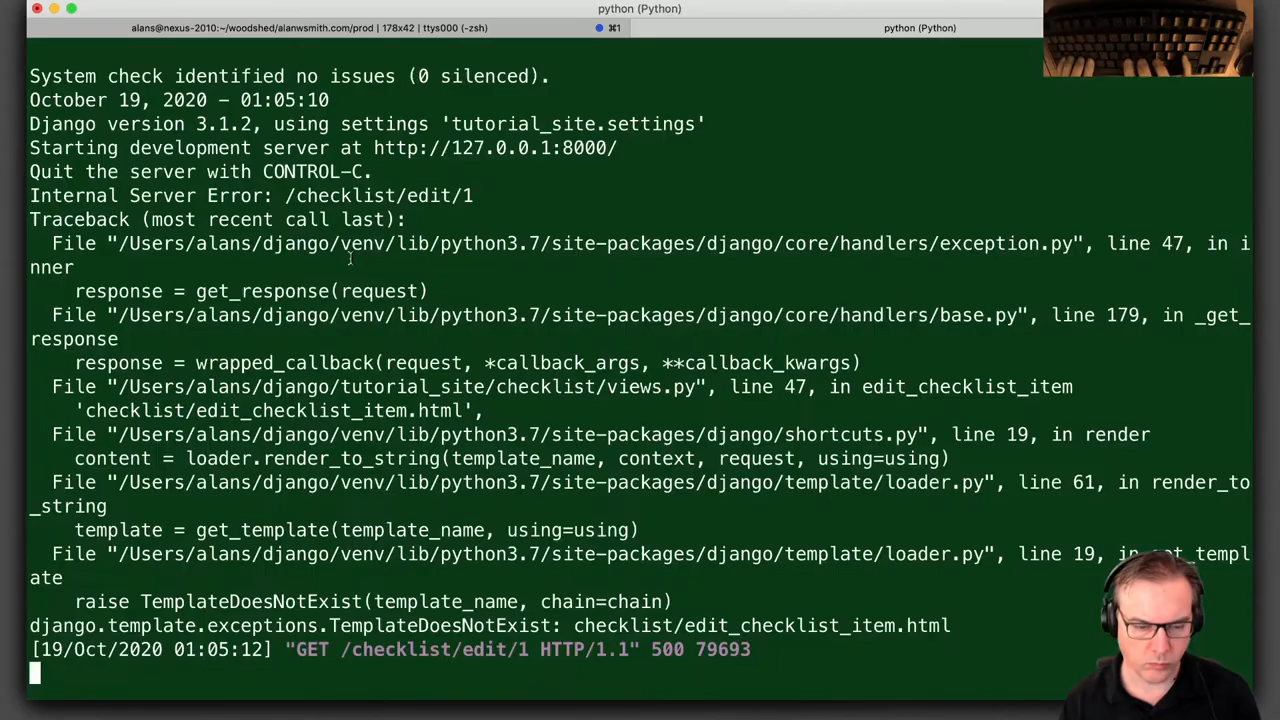 python (Python)
alans@nexus-2010:~/woodshed/alanwsmith.com/prod | 178x42 | ttys000 (-zsh)
⌘1
python (Python)
System check identified no issues (0 silenced).
October 19, 2020 - 01:05:10
Django version 3.1.2, using settings 'tutorial_site.settings'
Starting development server at http://127.0.0.1:8000/
Quit the server with CONTROL-C.
Internal Server Error: /checklist/edit/1
Traceback (most recent call last):
  File "/Users/alans/django/venv/lib/python3.7/site-packages/django/core/handlers/exception.py", line 47, in i
nner
    response = get_response(request)
  File "/Users/alans/django/venv/lib/python3.7/site-packages/django/core/handlers/base.py", line 179, in _get_
response
    response = wrapped_callback(request, *callback_args, **callback_kwargs)
  File "/Users/alans/django/tutorial_site/checklist/views.py", line 47, in edit_checklist_item
    'checklist/edit_checklist_item.html',
  File "/Users/alans/django/venv/lib/python3.7/site-packages/django/shortcuts.py", line 19, in render
    content = loader.render_to_string(template_name, context, request, using=using)
  File "/Users/alans/django/venv/lib/python3.7/site-packages/django/template/loader.py", line 61, in render_to
_string
    template = get_template(template_name, using=using)
  File "/Users/alans/django/venv/lib/python3.7/site-packages/django/template/loader.py", line 19, in get_templ
ate
    raise TemplateDoesNotExist(template_name, chain=chain)
django.template.exceptions.TemplateDoesNotExist: checklist/edit_checklist_item.html
[19/Oct/2020 01:05:12] "GET /checklist/edit/1 HTTP/1.1" 500 79693